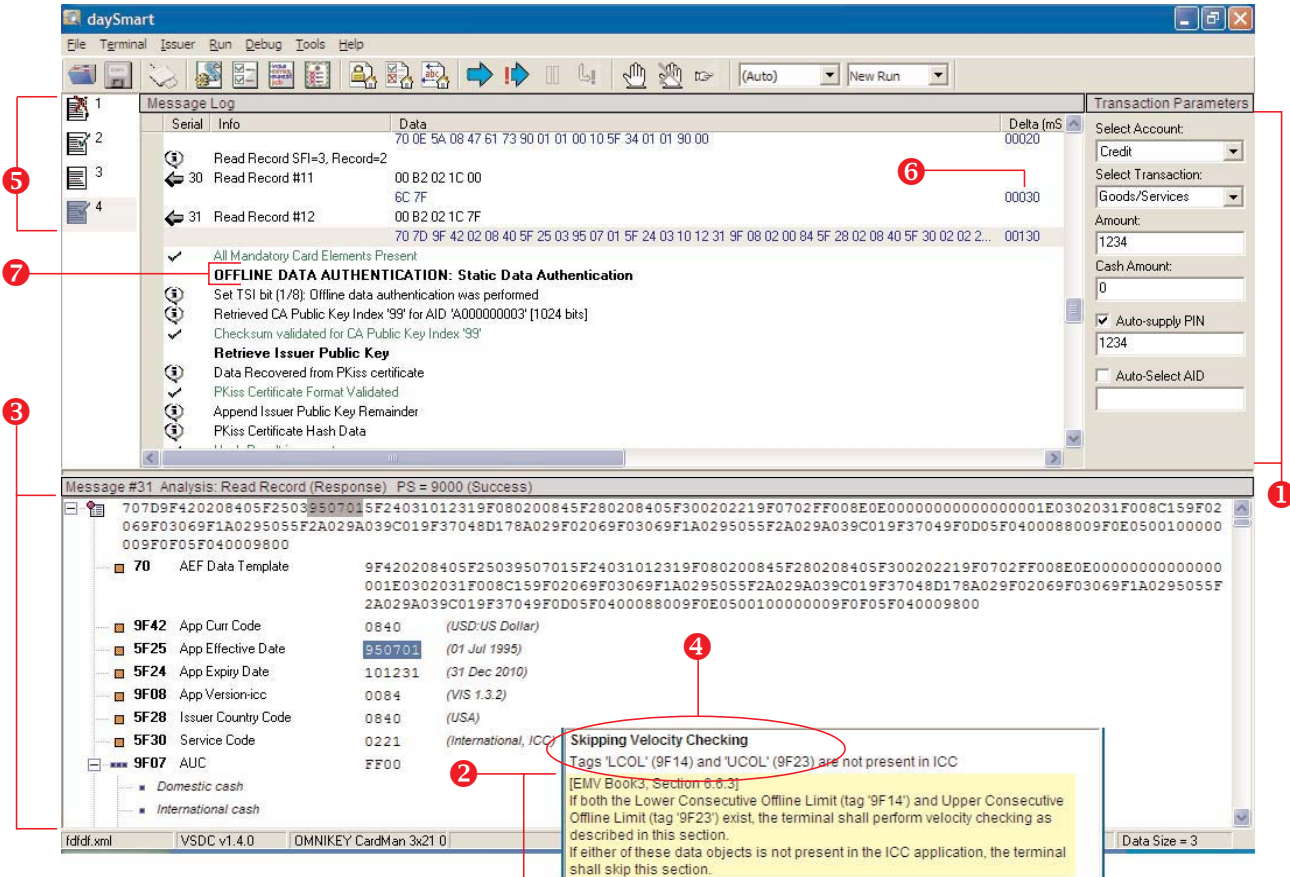 daySmart
File Terminal Issuer Run Debug Tools Help
(Auto) New Run
1
2
3
4
Message Log
Serial Info Data Delta (mS
70 0E 5A 08 47 61 73 90 01 01 00 10 5F 34 01 01 90 00 00020
Read Record SFI=3, Record=2
30 Read Record #11 00 B2 02 1C 00
6C 7F 00030
31 Read Record #12 00 B2 02 1C 7F
70 7D 9F 42 02 08 40 5F 25 03 95 07 01 5F 24 03 10 12 31 9F 08 02 00 84 5F 28 02 08 40 5F 30 02 02 2... 00130
All Mandatory Card Elements Present
OFFLINE DATA AUTHENTICATION: Static Data Authentication
Set TSI bit (1/8): Offline data authentication was performed
Retrieved CA Public Key Index '99' for AID 'A000000003' [1024 bits]
Checksum validated for CA Public Key Index '99'
Retrieve Issuer Public Key
Data Recovered from PKiss certificate
PKiss Certificate Format Validated
Append Issuer Public Key Remainder
PKiss Certificate Hash Data
Transaction Parameters
Select Account:
Credit
Select Transaction:
Goods/Services
Amount:
1234
Cash Amount:
0
Auto-supply PIN
1234
Auto-Select AID
5
6
7
3
1
4
2
Message #31 Analysis: Read Record (Response) PS = 9000 (Success)
707D9F420208405F25039507015F24031012319F080200845F280208405F300202219F0702FF008E0E00000000000000001E0302031F008C159F02
069F03069F1A0295055F2A029A039C019F37048D178A029F02069F03069F1A0295055F2A029A039C019F37049F0D05F0400088009F0E0500100000
009F0F05F040009800
70 AEF Data Template 9F420208405F25039507015F24031012319F080200845F280208405F300202219F0702FF008E0E00000000000000
001E0302031F008C159F02069F03069F1A0295055F2A029A039C019F37048D178A029F02069F03069F1A0295055F
2A029A039C019F37049F0D05F0400088009F0E0500100000009F0F05F040009800
9F42 App Curr Code 0840 (USD:US Dollar)
5F25 App Effective Date 950701 (01 Jul 1995)
5F24 App Expiry Date 101231 (31 Dec 2010)
9F08 App Version-icc 0084 (VIS 1.3.2)
5F28 Issuer Country Code 0840 (USA)
5F30 Service Code 0221 (International, ICC)
9F07 AUC FF00
Domestic cash
International cash
Skipping Velocity Checking
Tags 'LCOL' (9F14) and 'UCOL' (9F23) are not present in ICC
[EMV Book3, Section 6.6.3]
If both the Lower Consecutive Offline Limit (tag '9F14') and Upper Consecutive
Offline Limit (tag '9F23') exist, the terminal shall perform velocity checking as
described in this section.
If either of these data objects is not present in the ICC application, the terminal
shall skip this section.
fdfdf.xml VSDC v1.4.0 OMNIKEY CardMan 3x21 0 Data Size = 3